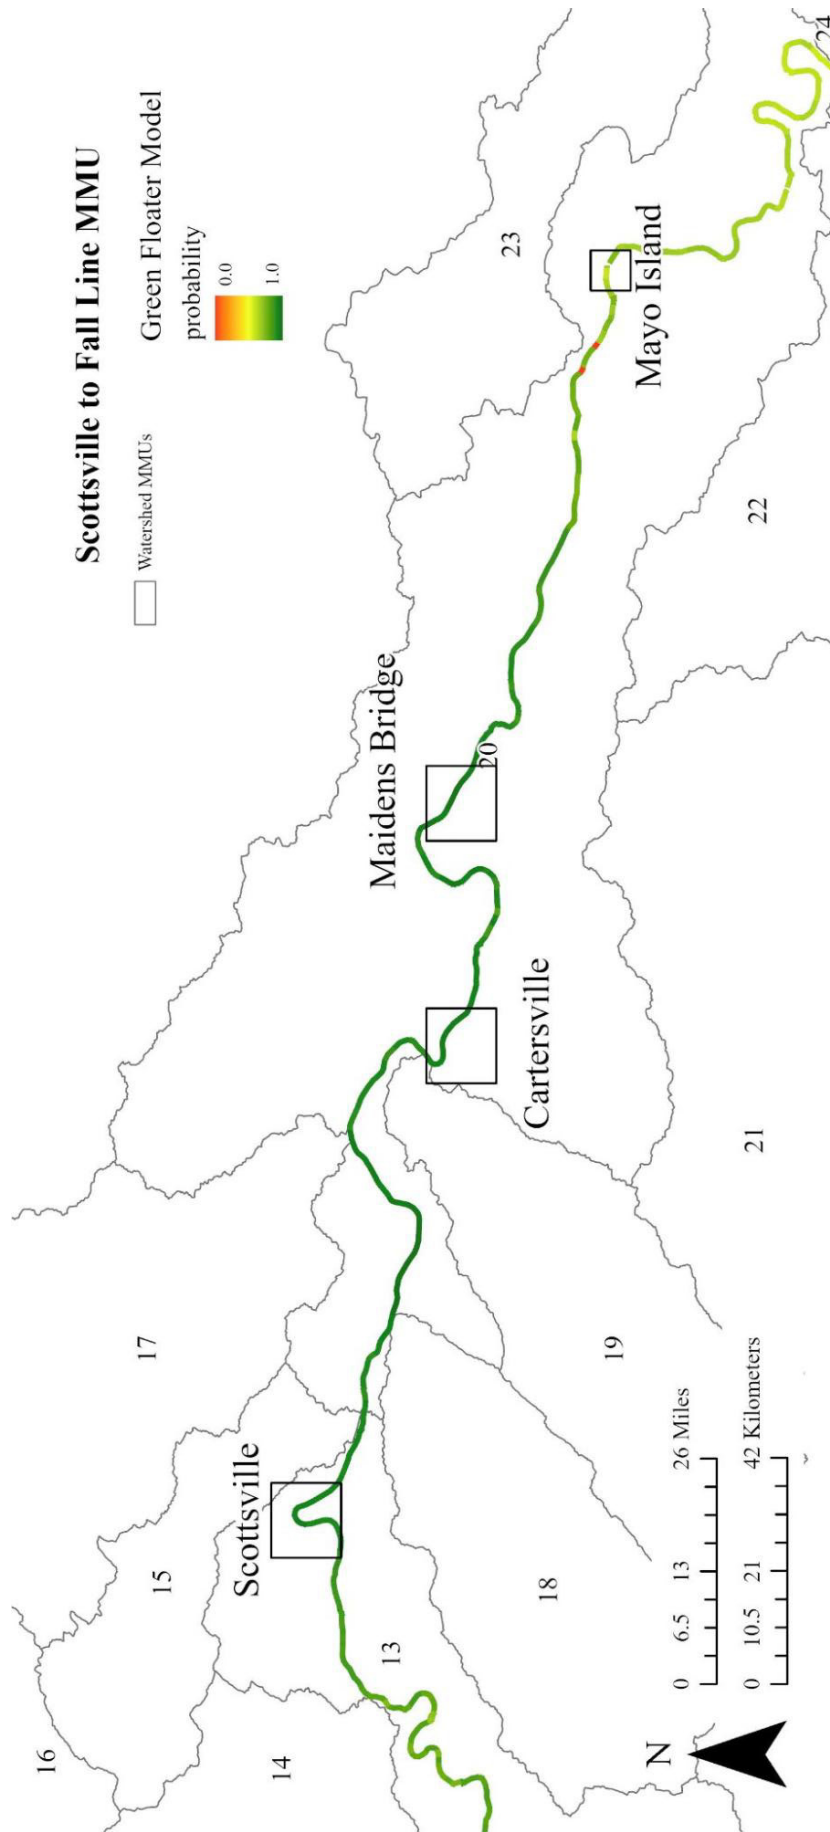 Scottsville to Fall Line MMU
Watershed MMUs
Green Floater Model
probability
0.0
1.0
16
15
17
14
Scottsville
13
18
19
Cartersville
21
Maidens Bridge
20
22
23
Mayo Island
24
N
0 6.5 13 26 Miles
0 10.5 21 42 Kilometers